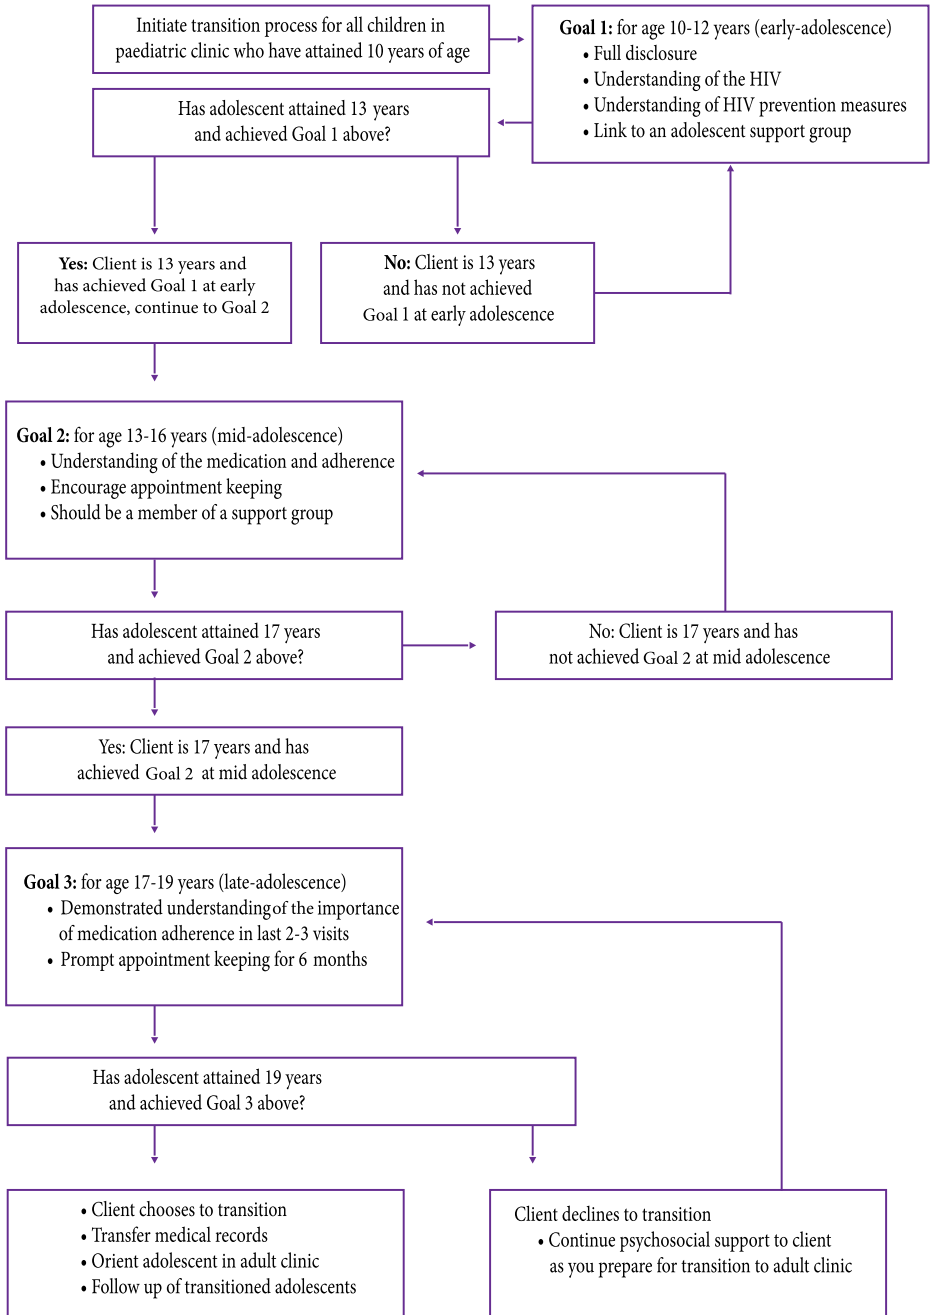 Initiate transition process for all children in
paediatric clinic who have attained 10 years of age
Goal 1: for age 10-12 years (early-adolescence)
• Full disclosure
• Understanding of the HIV
• Understanding of HIV prevention measures
• Link to an adolescent support group
Has adolescent attained 13 years
and achieved Goal 1 above?
Yes: Client is 13 years and
has achieved Goal 1 at early
adolescence, continue to Goal 2
No: Client is 13 years
and has not achieved
Goal 1 at early adolescence
Goal 2: for age 13-16 years (mid-adolescence)
• Understanding of the medication and adherence
• Encourage appointment keeping
• Should be a member of a support group
Has adolescent attained 17 years
and achieved Goal 2 above?
No: Client is 17 years and has
not achieved Goal 2 at mid adolescence
Yes: Client is 17 years and has
achieved Goal 2 at mid adolescence
Goal 3: for age 17-19 years (late-adolescence)
• Demonstrated understanding of the importance
of medication adherence in last 2-3 visits
• Prompt appointment keeping for 6 months
Has adolescent attained 19 years
and achieved Goal 3 above?
• Client chooses to transition
• Transfer medical records
• Orient adolescent in adult clinic
• Follow up of transitioned adolescents
Client declines to transition
• Continue psychosocial support to client
as you prepare for transition to adult clinic